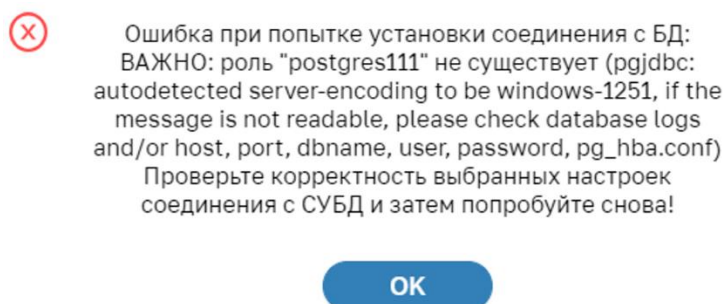 Ошибка при попытке установки соединения с БД:
ВАЖНО: роль "postgres111" не существует (pgjdbc:
autodetected server-encoding to be windows-1251, if the
message is not readable, please check database logs
and/or host, port, dbname, user, password, pg_hba.conf)
Проверьте корректность выбранных настроек
соединения с СУБД и затем попробуйте снова!
OK